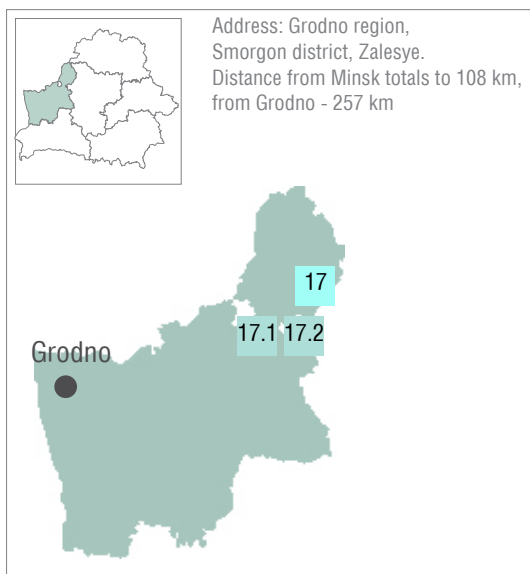 Address: Grodno region,
Smorgon district, Zalesye.
Distance from Minsk totals to 108 km,
from Grodno - 257 km
17
17.1 17.2
Grodno